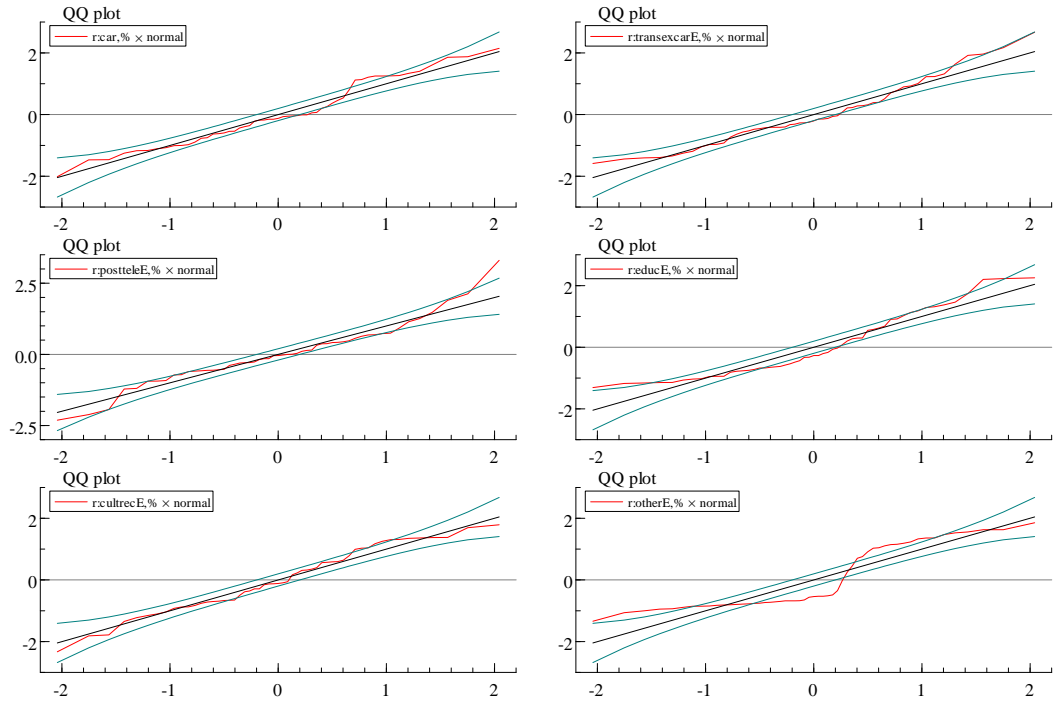 QQ plot
r:car,% × normal
2
0
-2
-2 -1 0 1 2
QQ plot
r:transexcarE,% × normal
2
0
-2
-2 -1 0 1 2
QQ plot
r:postteleE,% × normal
2.5
0.0
-2.5
-2 -1 0 1 2
QQ plot
r:educE,% × normal
2
0
-2
-2 -1 0 1 2
QQ plot
r:cultrecE,% × normal
2
0
-2
-2 -1 0 1 2
QQ plot
r:otherE,% × normal
2
0
-2
-2 -1 0 1 2